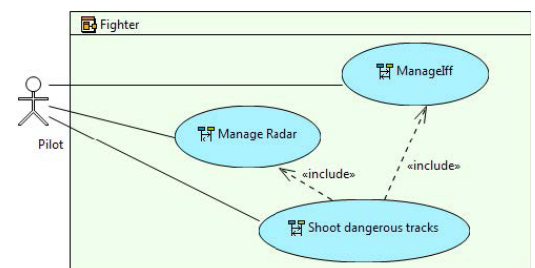 Fighter
ManageIff
Manage Radar
Pilot
«include»
«include»
Shoot dangerous tracks